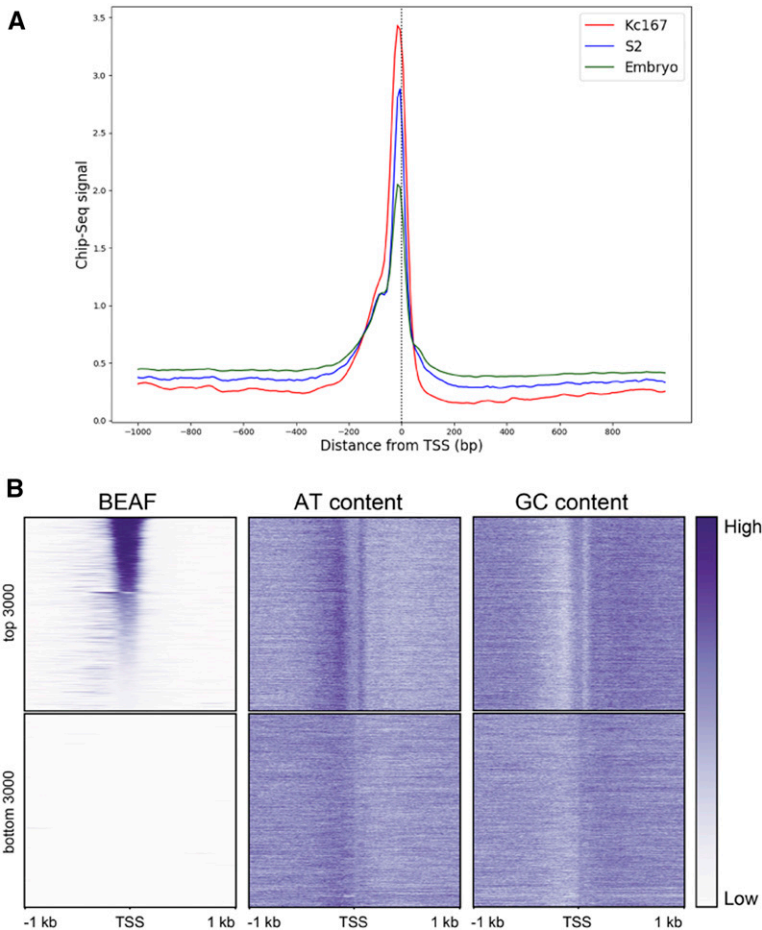 A
Kc167
S2
Embryo
3.5
3.0
2.5
2.0
1.5
1.0
0.5
0.0
Chip-Seq signal
−1000 −800 −600 −400 −200 0 200 400 600 800
Distance from TSS (bp)
B
BEAF AT content GC content
High
top 3000
bottom 3000
Low
-1 kb TSS 1 kb -1 kb TSS 1 kb -1 kb TSS 1 kb